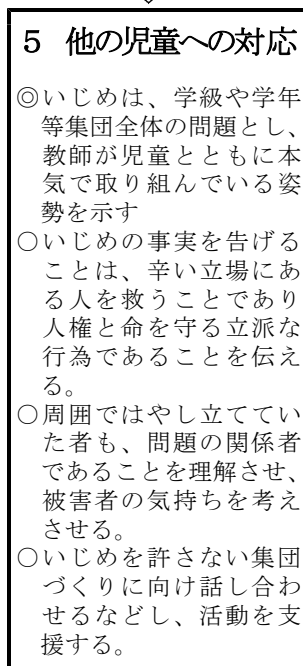 5 他の児童への対応
◎いじめは、学級や学年
等集団全体の問題とし、
教師が児童とともに本
気で取り組んでいる姿
勢を示す
○いじめの事実を告げる
ことは、辛い立場にあ
る人を救うことであり
人権と命を守る立派な
行為であることを伝え
る。
○周囲ではやし立ててい
た者も、問題の関係者
であることを理解させ、
被害者の気持ちを考え
させる。
○いじめを許さない集団
づくりに向け話し合わ
せるなどし、活動を支
援する。